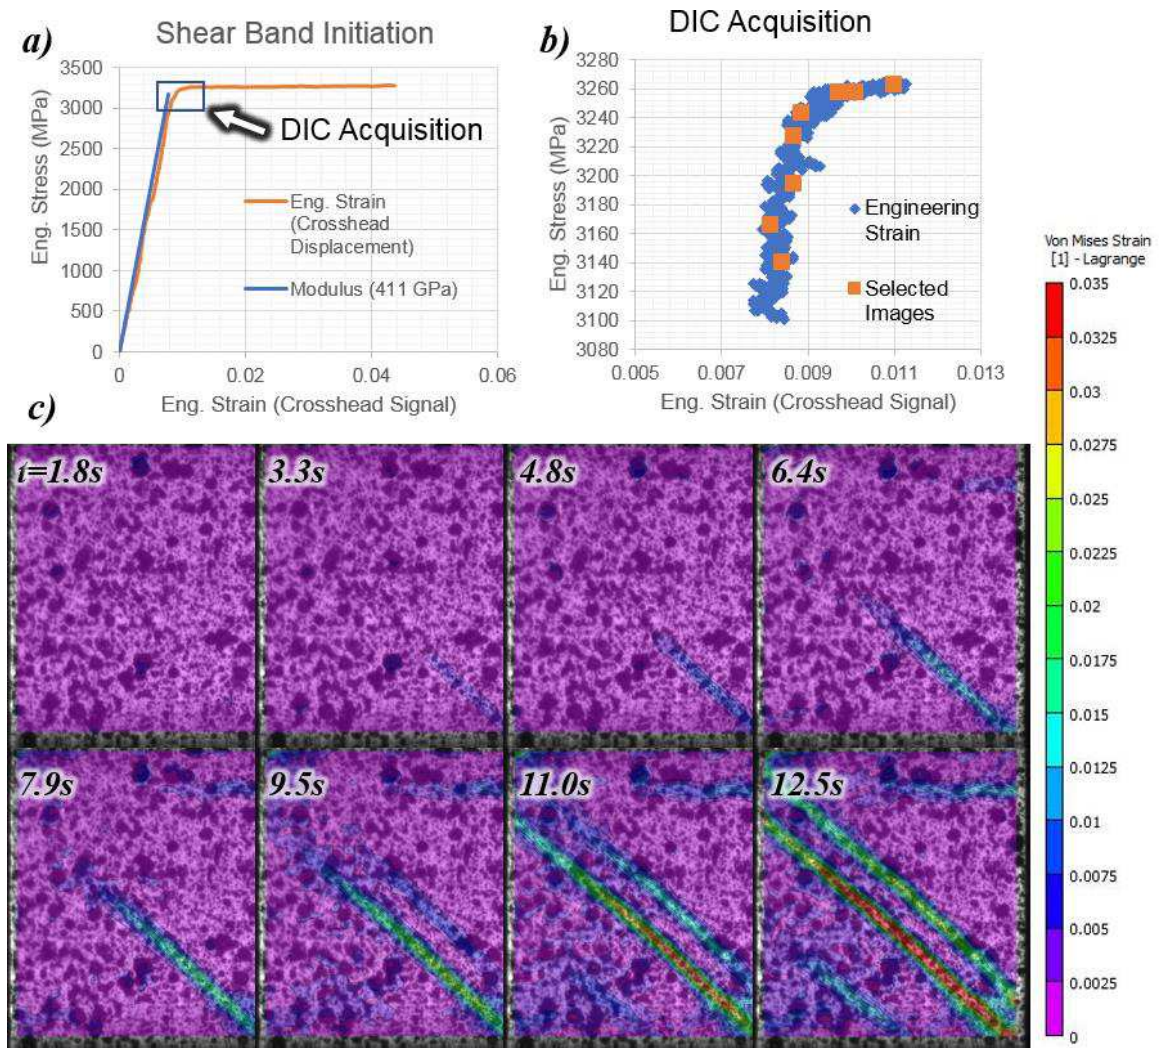 a)
Shear Band Initiation
Eng. Stress (MPa)
3500
3000
2500
2000
1500
1000
500
0
0
0.02
0.04
0.06
Eng. Strain (Crosshead Signal)
DIC Acquisition
Eng. Strain
(Crosshead
Displacement)
Modulus (411 GPa)
b)
DIC Acquisition
Eng. Stress (MPa)
3280
3260
3240
3220
3200
3180
3160
3140
3120
3100
3080
0.005
0.007
0.009
0.011
0.013
Eng. Strain (Crosshead Signal)
Engineering
Strain
Selected
Images
Von Mises Strain
[1] - Lagrange
0.035
0.0325
0.03
0.0275
0.025
0.0225
0.02
0.0175
0.015
0.0125
0.01
0.0075
0.005
0.0025
0
c)
t=1.8s
3.3s
4.8s
6.4s
7.9s
9.5s
11.0s
12.5s